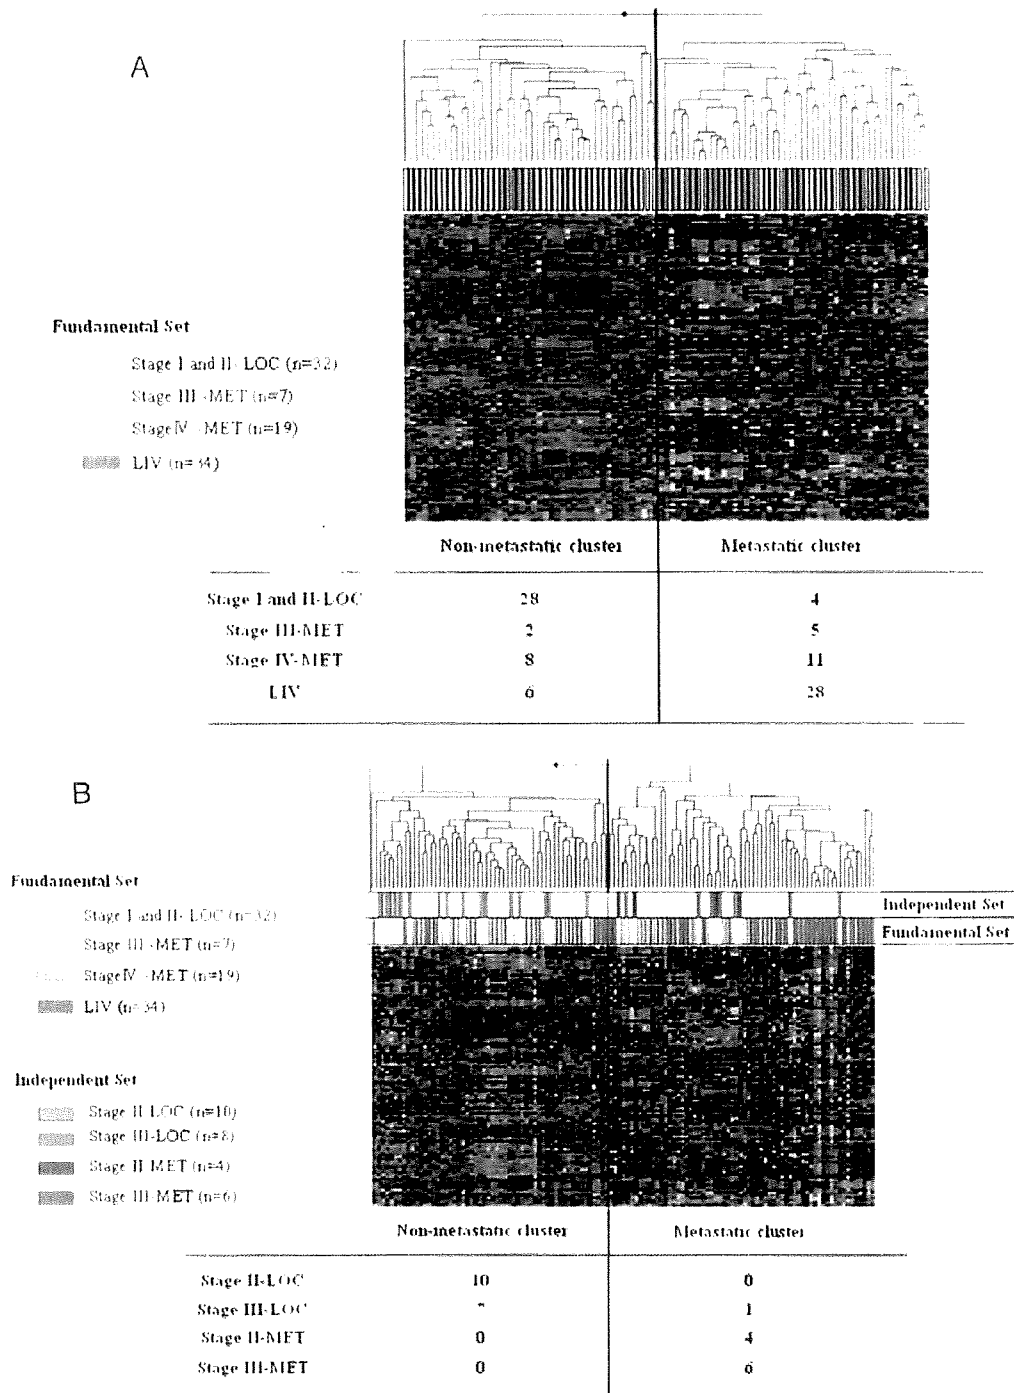 A
Fundamental Set
Stage I and II- LOC (n=32)
Stage III -MET (n=7)
StageIV -MET (n=19)
LIV (n=34)
Non-metastatic cluster Metastatic cluster
Stage I and II-LOC 28 4
Stage III-MET 2 5
Stage IV-MET 8 11
LIV 6 28
B
Independent Set
Fundamental Set
Fundamental Set
Stage I and II- LOC (n=32)
Stage III -MET (n=7)
StageIV -MET (n=19)
LIV (n=34)
Independent Set
Stage II-LOC (n=10)
Stage III-LOC (n=8)
Stage II-MET (n=4)
Stage III-MET (n=6)
Non-metastatic cluster Metastatic cluster
Stage II-LOC 10 0
Stage III-LOC 1
Stage II-MET 0 4
Stage III-MET 0 6